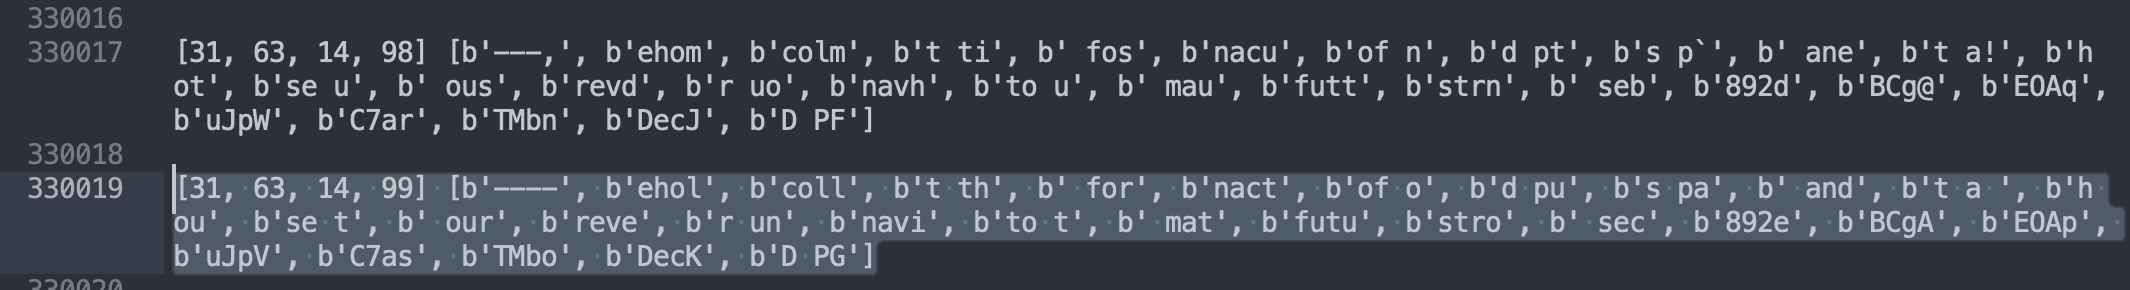 330016
330017 [31, 63, 14, 98] [b'---,', b'ehom', b'colm', b't ti', b' fos', b'nacu', b'of n', b'd pt', b's p`', b' ane', b't a!', b'h
ot', b'se u', b' ous', b'revd', b'r uo', b'navh', b'to u', b' mau', b'futt', b'strn', b' seb', b'892d', b'BCg@', b'EOAq',
b'uJpW', b'C7ar', b'TMbn', b'DecJ', b'D PF']
330018
330019 [31, 63, 14, 99] [b'----', b'ehol', b'coll', b't th', b' for', b'nact', b'of o', b'd pu', b's pa', b' and', b't a ', b'h
ou', b'se t', b' our', b'reve', b'r un', b'navi', b'to t', b' mat', b'futu', b'stro', b' sec', b'892e', b'BCgA', b'EOAp',
b'uJpV', b'C7as', b'TMbo', b'DecK', b'D PG']
330020